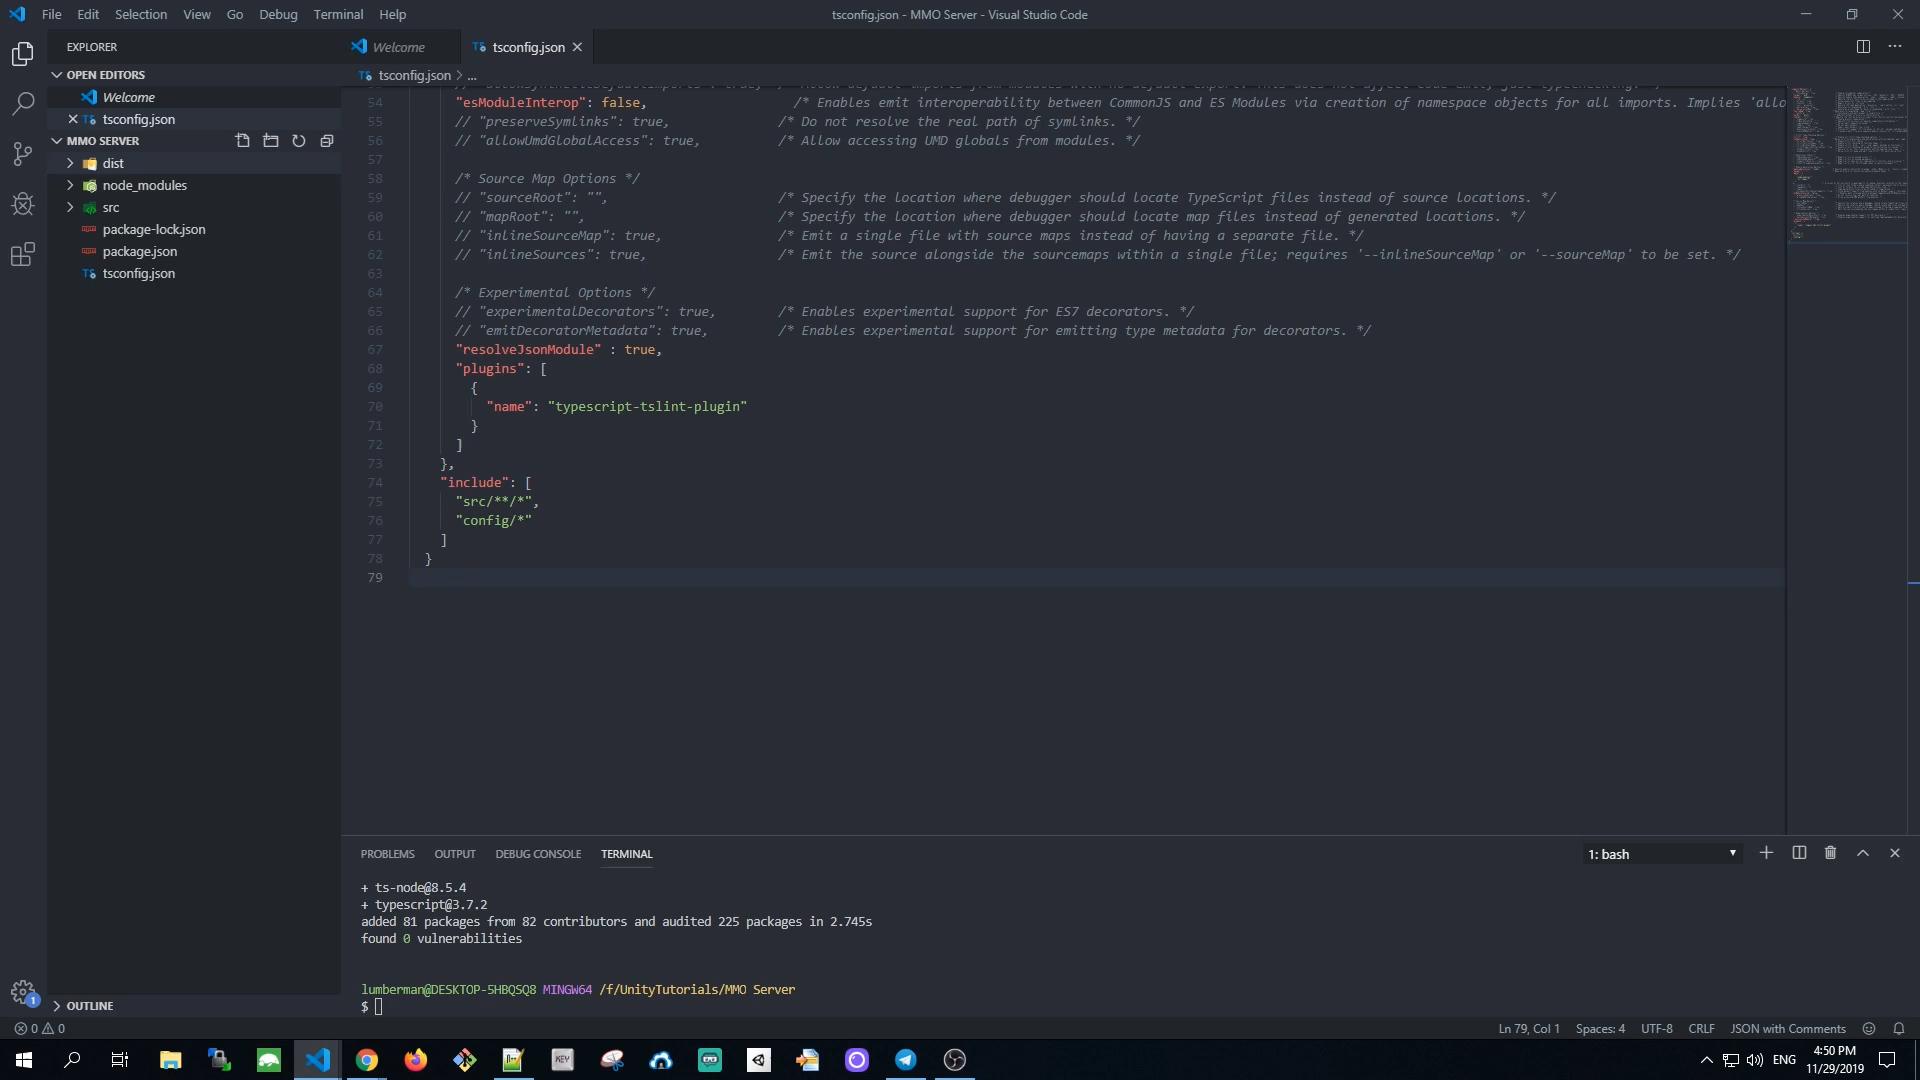 File Edit Selection View Go Debug Terminal Help
tsconfig.json - MMO Server - Visual Studio Code
EXPLORER
OPEN EDITORS
Welcome
tsconfig.json
MMO SERVER
dist
node_modules
src
package-lock.json
package.json
tsconfig.json
OUTLINE
Welcome
tsconfig.json
tsconfig.json > ...
54 "esModuleInterop": false, /* Enables emit interoperability between CommonJS and ES Modules via creation of namespace objects for all imports. Implies 'allo
55 // "preserveSymlinks": true, /* Do not resolve the real path of symlinks. */
56 // "allowUmdGlobalAccess": true, /* Allow accessing UMD globals from modules. */
57
58 /* Source Map Options */
59 // "sourceRoot": "", /* Specify the location where debugger should locate TypeScript files instead of source locations. */
60 // "mapRoot": "", /* Specify the location where debugger should locate map files instead of generated locations. */
61 // "inlineSourceMap": true, /* Emit a single file with source maps instead of having a separate file. */
62 // "inlineSources": true, /* Emit the source alongside the sourcemaps within a single file; requires '--inlineSourceMap' or '--sourceMap' to be set. */
63
64 /* Experimental Options */
65 // "experimentalDecorators": true, /* Enables experimental support for ES7 decorators. */
66 // "emitDecoratorMetadata": true, /* Enables experimental support for emitting type metadata for decorators. */
67 "resolveJsonModule" : true,
68 "plugins": [
69 {
70 "name": "typescript-tslint-plugin"
71 }
72 ]
73 },
74 "include": [
75 "src/**/*",
76 "config/*"
77 ]
78 }
79
PROBLEMS OUTPUT DEBUG CONSOLE TERMINAL
1: bash
+ ts-node@8.5.4
+ typescript@3.7.2
added 81 packages from 82 contributors and audited 225 packages in 2.745s
found 0 vulnerabilities
lumberman@DESKTOP-5HBQSQ8 MINGW64 /f/UnityTutorials/MMO Server
$
1
0 0
Ln 79, Col 1 Spaces: 4 UTF-8 CRLF JSON with Comments
KEY
ENG
4:50 PM
11/29/2019